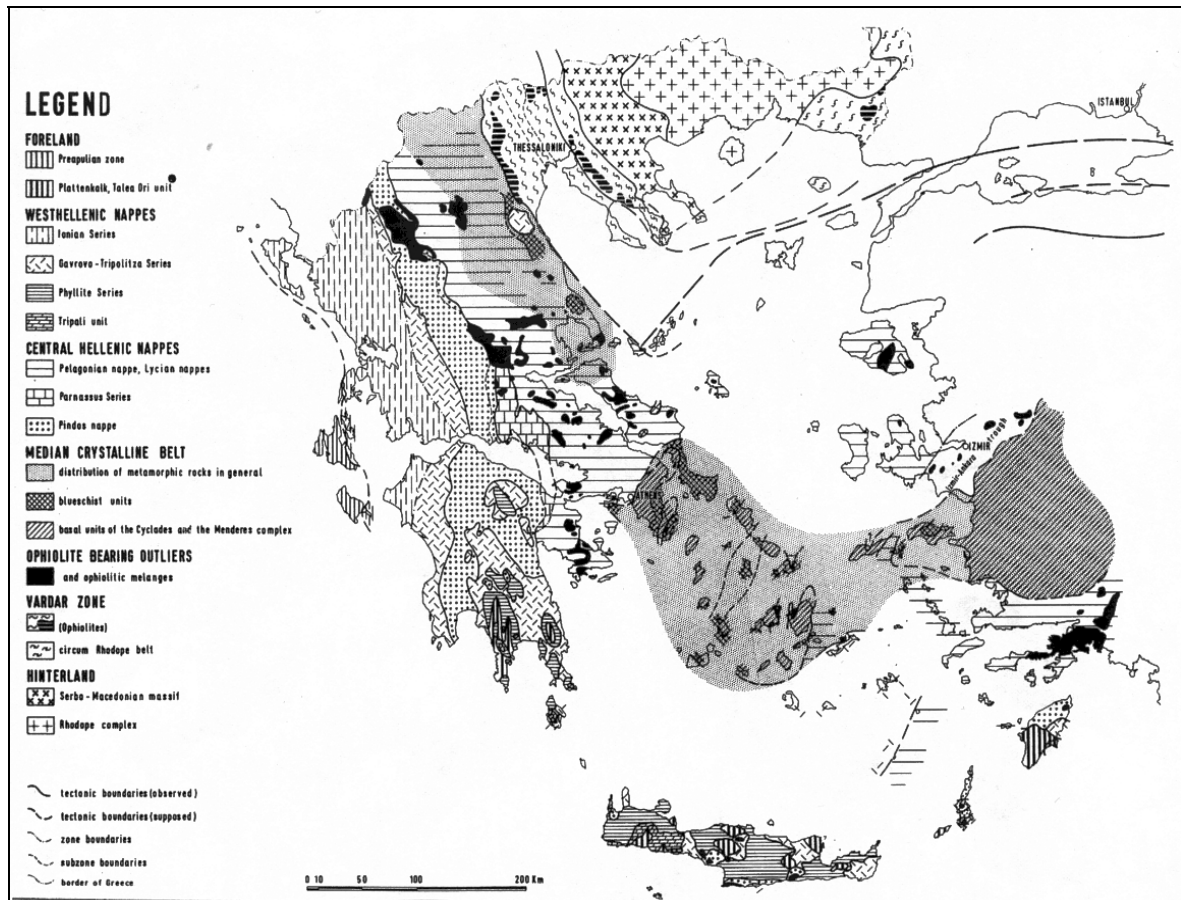 LEGEND
FORELAND
Preapulian zone
Plattenkalk, Talea Ori unit
WESTHELLENIC NAPPES
Ionian Series
Gavrovo - Tripolitza Series
Phyllite Series
Tripali unit
CENTRAL HELLENIC NAPPES
Pelagonian nappe, Lycian nappes
Parnassus Series
Pindos nappe
MEDIAN CRYSTALLINE BELT
distribution of metamorphic rocks in general
blueschist units
basal units of the Cyclades and the Menderes complex
OPHIOLITE BEARING OUTLIERS
and ophiolitic melanges
VARDAR ZONE
(Ophiolites)
circum Rhodope belt
HINTERLAND
Serbo - Macedonian massif
Rhodope complex
tectonic boundaries (observed)
tectonic boundaries (supposed)
zone boundaries
subzone boundaries
border of Greece
0 10 50 100 200 Km
THESSALONIKI
ISTANBUL
IZMIR
Izmir-Ankara trough
ATHENS